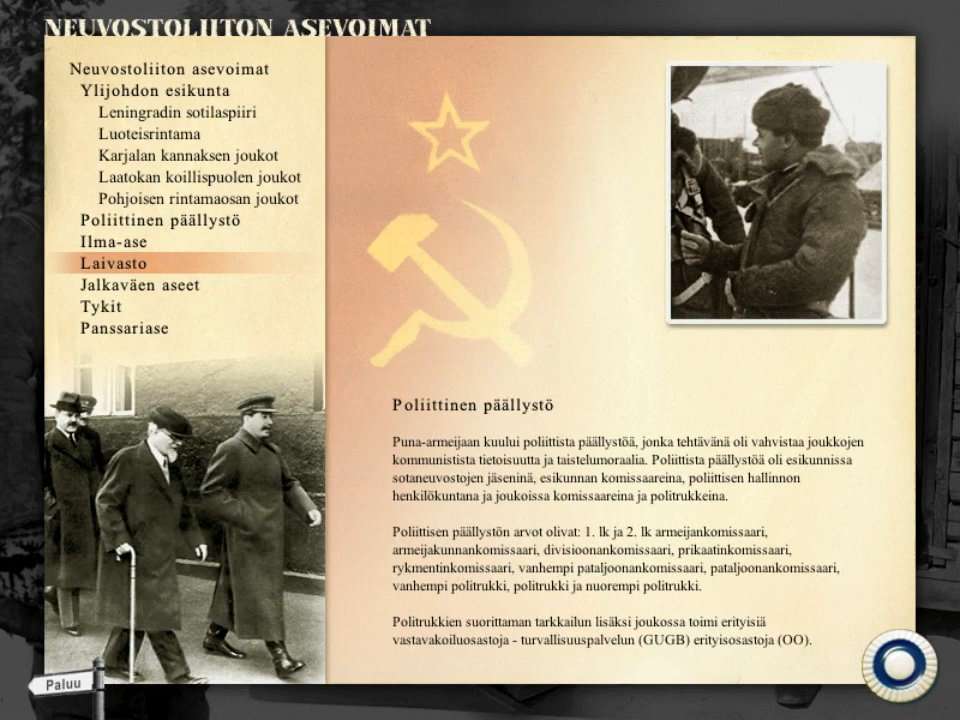 NEUVOSTOLIITON ASEVOIMAT
Neuvostoliiton asevoimat
Ylijohdon esikunta
Leningradin sotilaspiiri
Luoteisrintama
Karjalan kannaksen joukot
Laatokan koillispuolen joukot
Pohjoisen rintamaosan joukot
Poliittinen päällystö
Ilma-ase
Laivasto
Jalkaväen aseet
Tykit
Panssariase
Poliittinen päällystö
Puna-armeijaan kuului poliittista päällystöä, jonka tehtävänä oli vahvistaa joukkojen
kommunistista tietoisuutta ja taistelumoraalia. Poliittista päällystöä oli esikunnissa
sotaneuvostojen jäseninä, esikunnan komissaareina, poliittisen hallinnon
henkilökuntana ja joukoissa komissaareina ja politrukkeina.
Poliittisen päällystön arvot olivat: 1. lk ja 2. lk armeijankomissaari,
armeijakunnankomissaari, divisioonankomissaari, prikaatinkomissaari,
rykmentinkomissaari, vanhempi pataljoonankomissaari, pataljoonankomissaari,
vanhempi politrukki, politrukki ja nuorempi politrukki.
Politrukkien suorittaman tarkkailun lisäksi joukossa toimi erityisiä
vastavakoiluosastoja - turvallisuuspalvelun (GUGB) erityisosastoja (OO).
Paluu